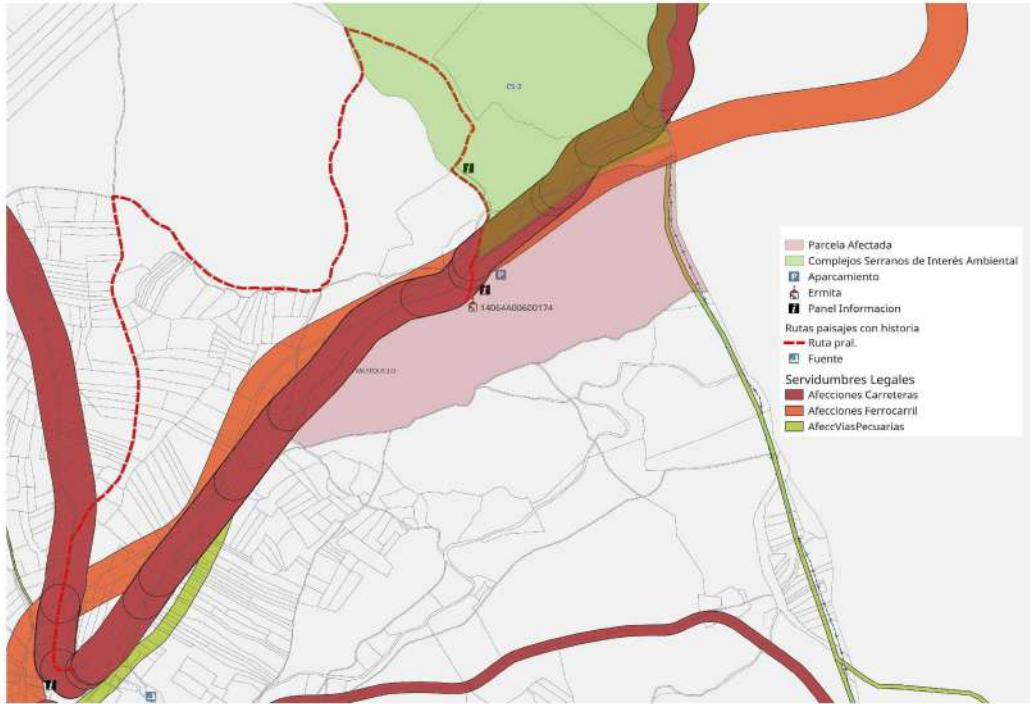 CS-2
14064A00600174
VALSEQUILLO
Parcela Afectada
Complejos Serranos de Interés Ambiental
P Aparcamiento
Ermita
i Panel Informacion
Rutas paisajes con historia
Ruta pral.
Fuente
Servidumbres Legales
Afecciones Carreteras
Afecciones Ferrocarril
AfeccViasPecuarias